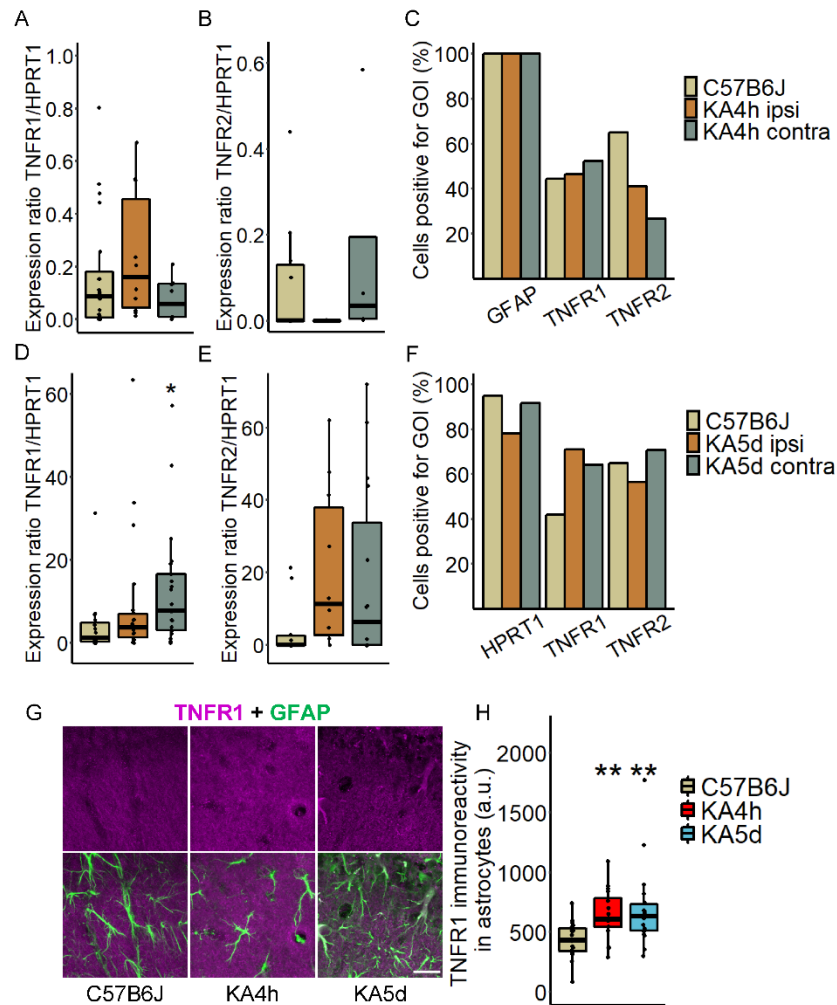 A
Expression ratio TNFR1/HPRT1
1.0
0.8
0.6
0.4
0.2
0.0
B
Expression ratio TNFR2/HPRT1
0.6
0.4
0.2
0.0
C
Cells positive for GOI (%)
100
80
60
40
20
GFAP
TNFR1
TNFR2
C57B6J
KA4h ipsi
KA4h contra
D
Expression ratio TNFR1/HPRT1
60
40
20
0
*
E
Expression ratio TNFR2/HPRT1
60
40
20
0
F
Cells positive for GOI (%)
100
80
60
40
20
HPRT1
TNFR1
TNFR2
C57B6J
KA5d ipsi
KA5d contra
G
TNFR1 + GFAP
C57B6J
KA4h
KA5d
H
TNFR1 immunoreactivity
in astrocytes (a.u.)
2000
1500
1000
500
0
** **
C57B6J
KA4h
KA5d